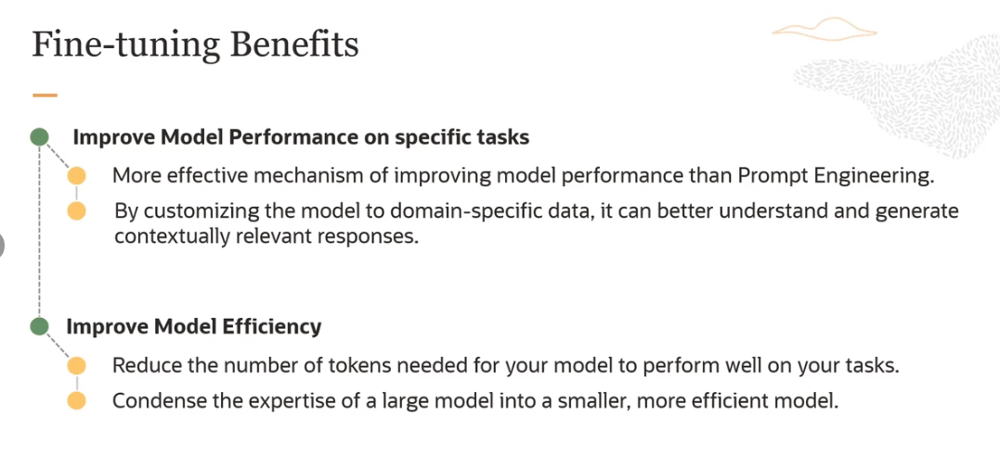 Fine-tuning Benefits
Improve Model Performance on specific tasks
More effective mechanism of improving model performance than Prompt Engineering.
By customizing the model to domain-specific data, it can better understand and generate
contextually relevant responses.
Improve Model Efficiency
Reduce the number of tokens needed for your model to perform well on your tasks.
Condense the expertise of a large model into a smaller, more efficient model.